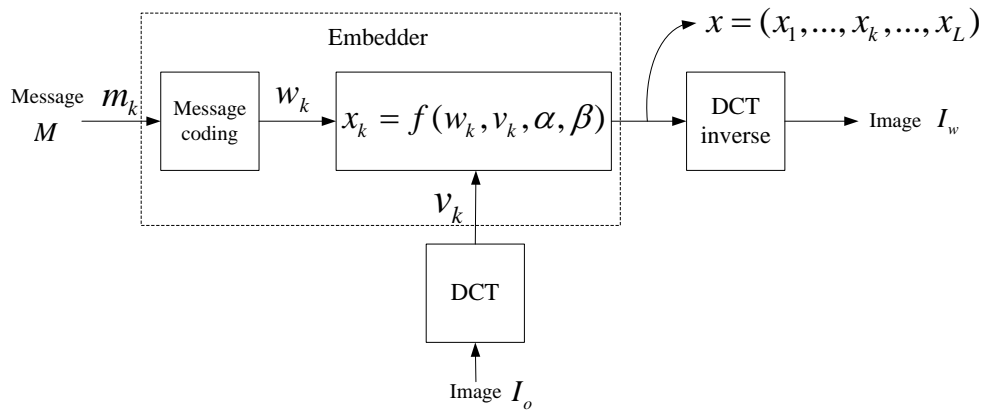 Embedder
x = (x_1,...,x_k,...,x_L)
Message
M
m_k
Message
coding
w_k
x_k = f(w_k,v_k,α,β)
DCT
inverse
Image I_w
v_k
DCT
Image I_o